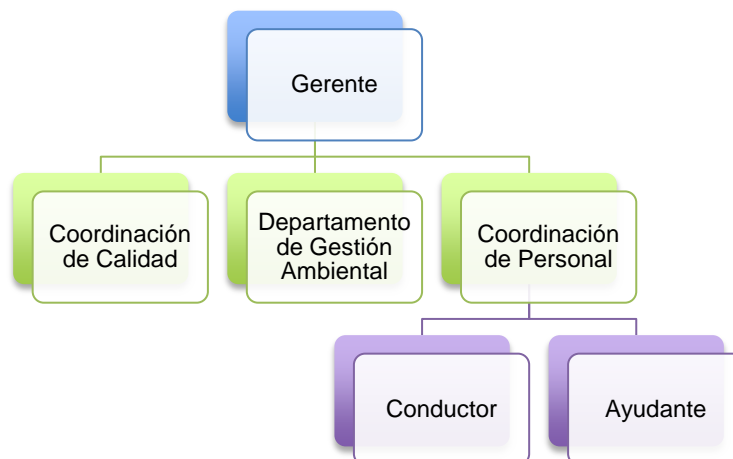 Gerente
Coordinación
de Calidad
Departamento
de Gestión
Ambiental
Coordinación
de Personal
Conductor
Ayudante